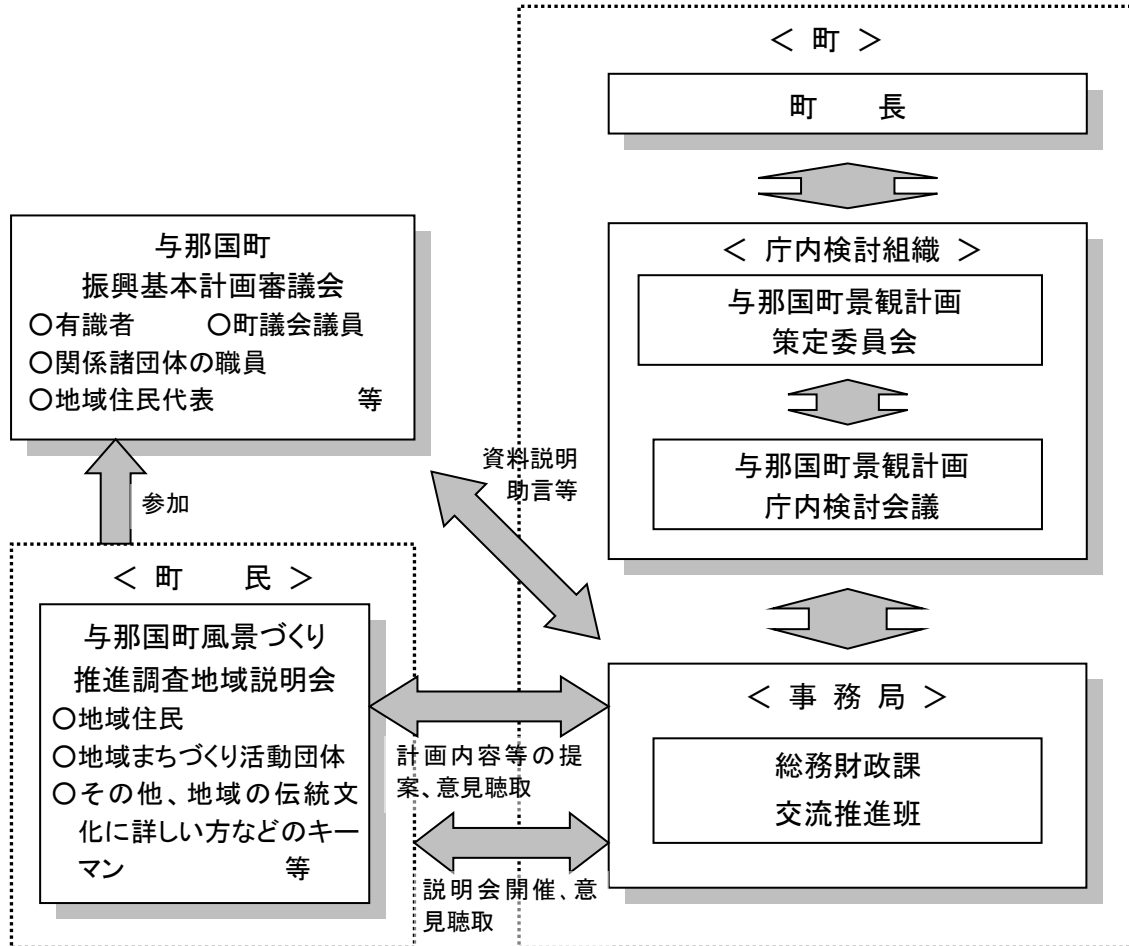 ＜ 町 ＞
町　　長
＜ 庁内検討組織 ＞
与那国町景観計画
策定委員会
与那国町景観計画
庁内検討会議
与那国町
振興基本計画審議会
〇有識者　　〇町議会議員
〇関係諸団体の職員
〇地域住民代表　　　　　等
資料説明
助言等
参加
＜ 町　　民 ＞
与那国町風景づくり
推進調査地域説明会
〇地域住民
〇地域まちづくり活動団体
〇その他、地域の伝統文
化に詳しい方などのキー
マン　　　　　　等
計画内容等の提
案、意見聴取
説明会開催、意
見聴取
＜ 事 務 局 ＞
総務財政課
交流推進班